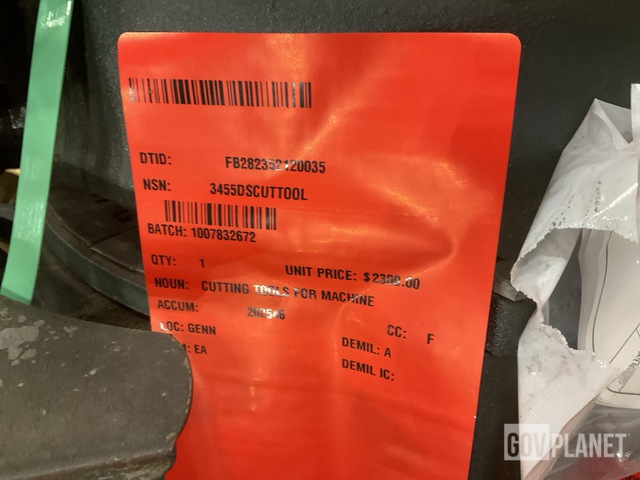 DTID: FB282352120035
NSN: 3455DSCUTTOOL
BATCH: 1007832672
QTY: 1 UNIT PRICE: $2300.00
NOUN: CUTTING TOOLS FOR MACHINE
ACCUM: CC: F
LOC: GENN DEMIL: A
: EA DEMIL IC:
GOVPLANET